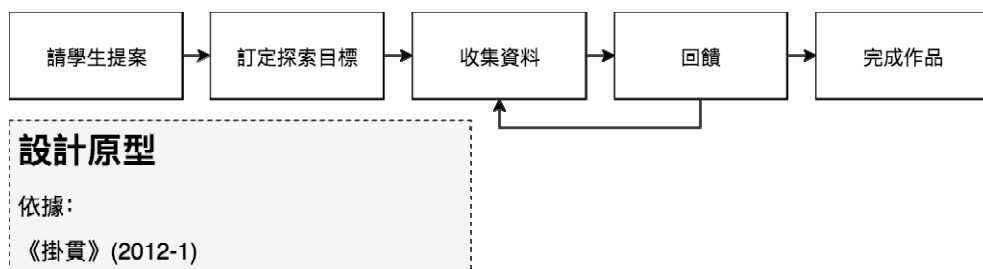 請學生提案
訂定探索目標
收集資料
回饋
完成作品
設計原型
依據:
《掛貫》(2012-1)